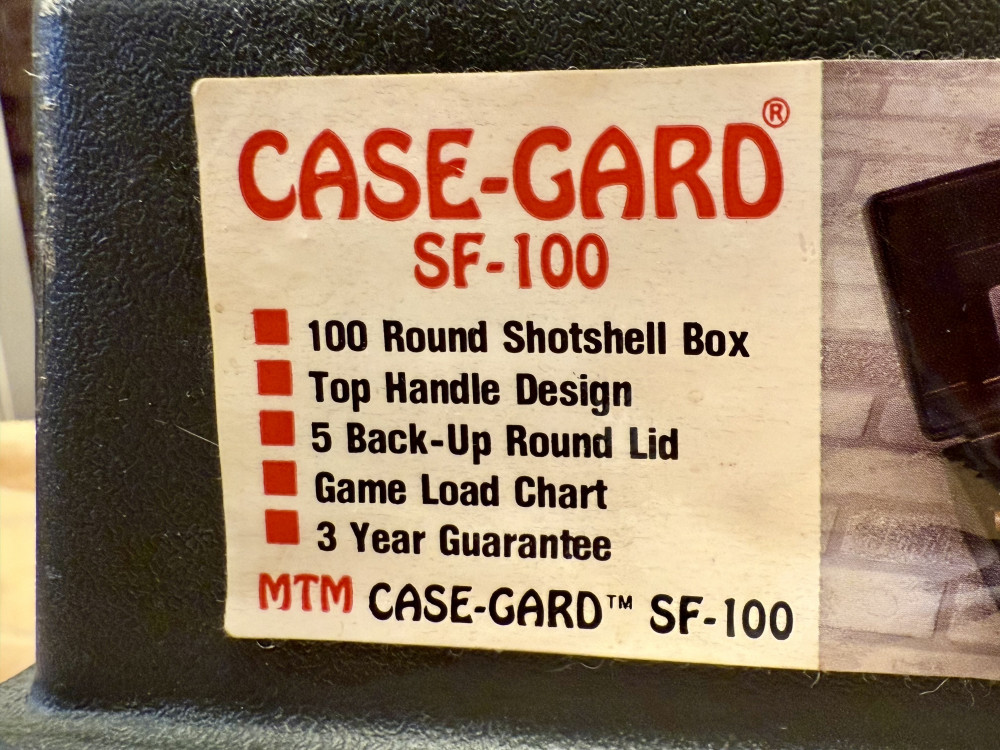 CASE-GARD®
SF-100
100 Round Shotshell Box
Top Handle Design
5 Back-Up Round Lid
Game Load Chart
3 Year Guarantee
MTM CASE-GARD™ SF-100